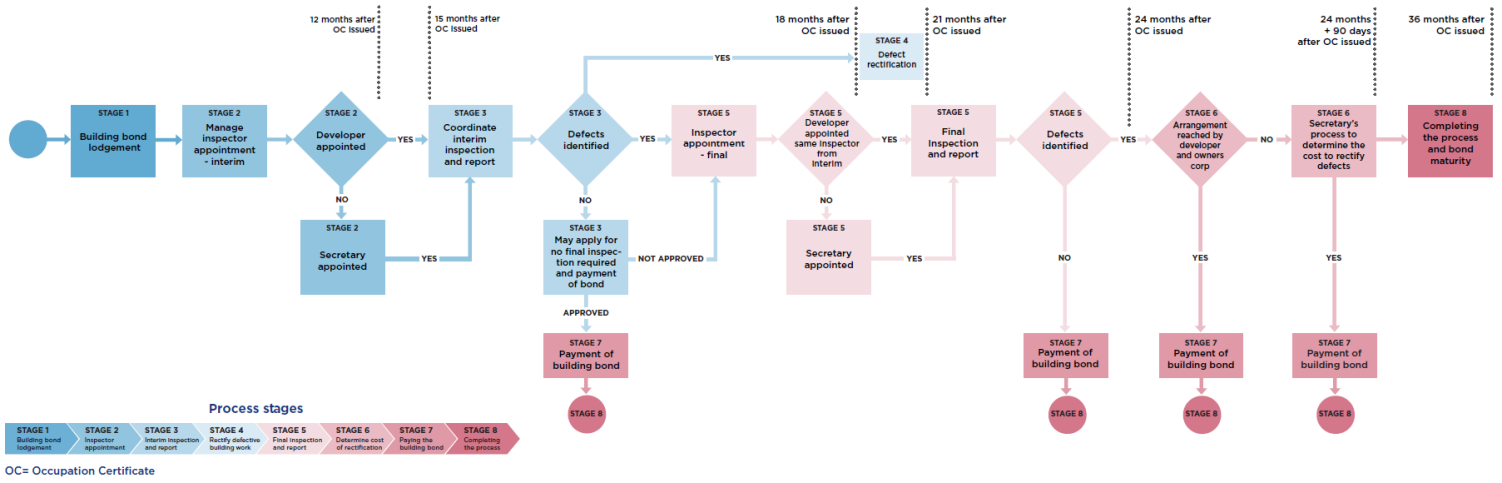 12 months after
OC issued
15 months after
OC issued
18 months after
OC issued
21 months after
OC issued
24 months after
OC issued
24 months
+ 90 days
after OC issued
36 months after
OC issued
STAGE 4
Defect
rectification
YES
STAGE 1
Building bond
lodgement
STAGE 2
Manage
inspector
appointment
- interim
STAGE 2
Developer
appointed
YES
STAGE 3
Coordinate
interim
inspection
and report
STAGE 3
Defects
identified
YES
STAGE 5
Inspector
appointment
- final
STAGE 5
Developer
appointed
same inspector
from
interim
YES
STAGE 5
Final
Inspection
and report
STAGE 5
Defects
identified
YES
STAGE 6
Arrangement
reached by
developer
and owners
corp
NO
STAGE 6
Secretary's
process to
determine the
cost to rectify
defects
STAGE 8
Completing
the process
and bond
maturity
NO
STAGE 2
Secretary
appointed
YES
NO
STAGE 3
May apply for
no final inspec-
tion required
and payment
of bond
NOT APPROVED
NO
STAGE 5
Secretary
appointed
YES
NO
YES
YES
APPROVED
STAGE 7
Payment of
building bond
STAGE 7
Payment of
building bond
STAGE 7
Payment of
building bond
STAGE 7
Payment of
building bond
STAGE 8
STAGE 8
STAGE 8
STAGE 8
Process stages
STAGE 1
Building bond
lodgement
STAGE 2
Inspector
appointment
STAGE 3
Interim inspection
and report
STAGE 4
Rectify defective
building work
STAGE 5
Final inspection
and report
STAGE 6
Determine cost
of rectification
STAGE 7
Paying the
building bond
STAGE 8
Completing
the process
OC= Occupation Certificate